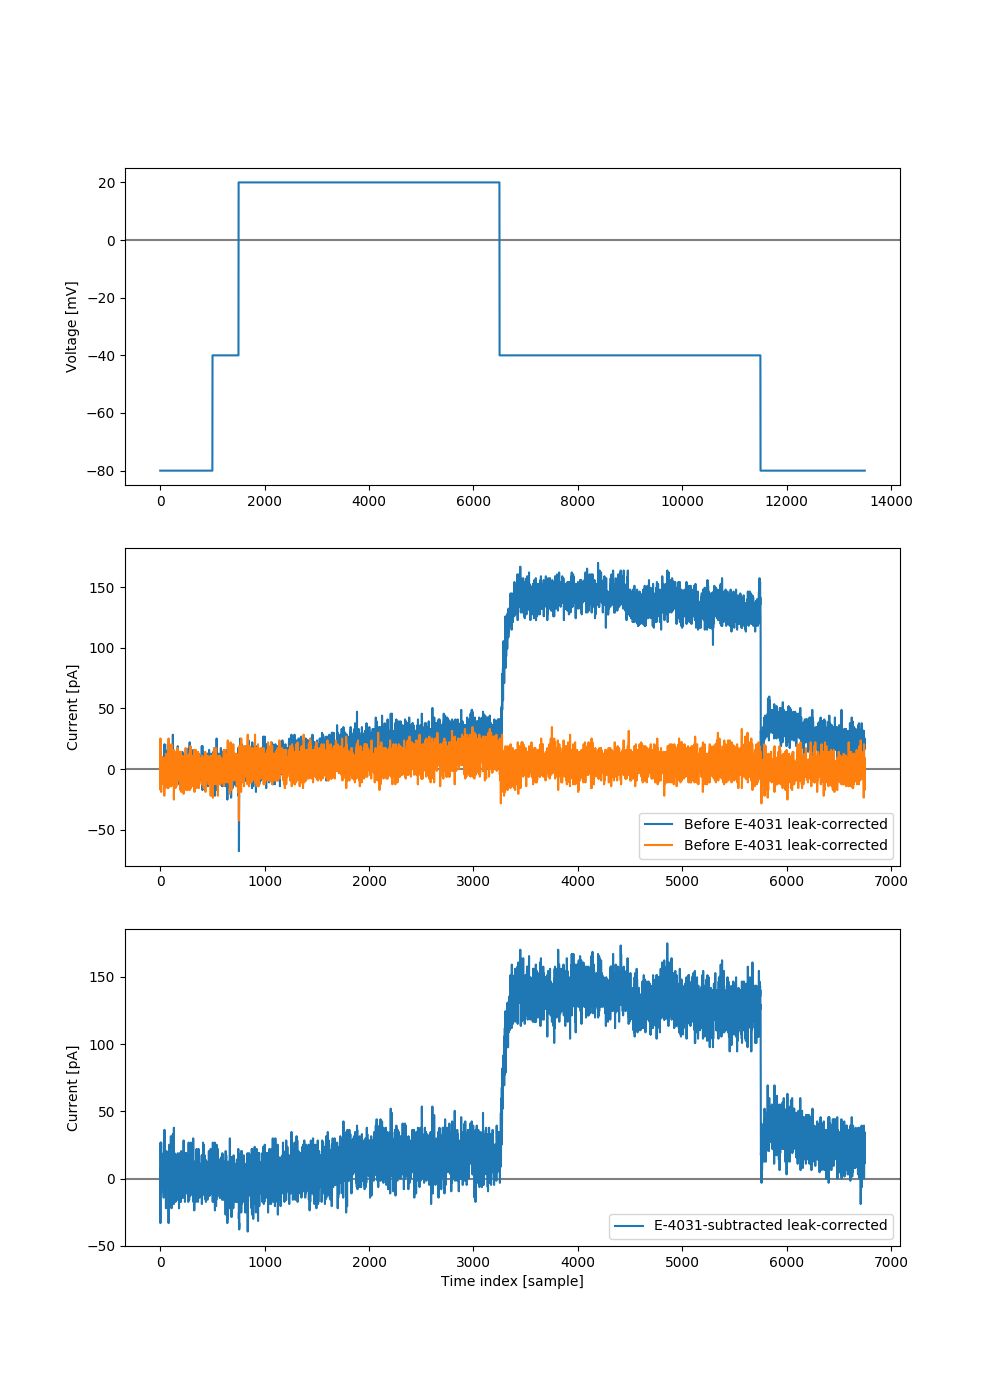 20
0
−20
−40
−60
−80
Voltage [mV]
0 2000 4000 6000 8000 10000 12000 14000
150
100
50
0
−50
Current [pA]
Before E-4031 leak-corrected
Before E-4031 leak-corrected
0 1000 2000 3000 4000 5000 6000 7000
150
100
50
0
−50
Current [pA]
E-4031-subtracted leak-corrected
0 1000 2000 3000 4000 5000 6000 7000
Time index [sample]